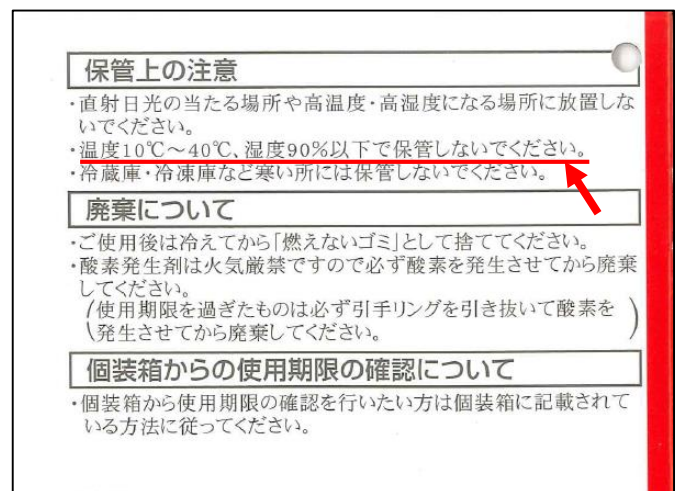 保管上の注意
・直射日光の当たる場所や高温度・高湿度になる場所に放置しな
いでください。
・温度10℃～40℃、湿度90％以下で保管しないでください。
・冷蔵庫・冷凍庫など寒い所には保管しないでください。
廃棄について
・ご使用後は冷えてから「燃えないゴミ」として捨ててください。
・酸素発生剤は火気厳禁ですので必ず酸素を発生させてから廃棄
してください。
(使用期限を過ぎたものは必ず引手リングを引き抜いて酸素を
発生させてから廃棄してください。)
個装箱からの使用期限の確認について
・個装箱から使用期限の確認を行いたい方は個装箱に記載されて
いる方法に従ってください。